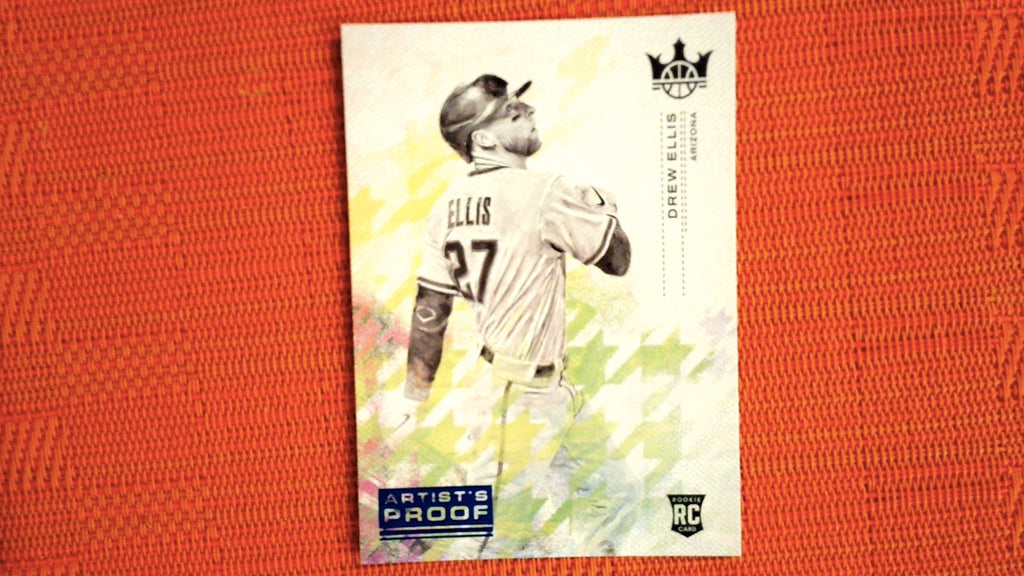 DREW ELLIS
ARIZONA
ELLIS
27
ARTIST'S
PROOF
ROOKIE
RC
CARD